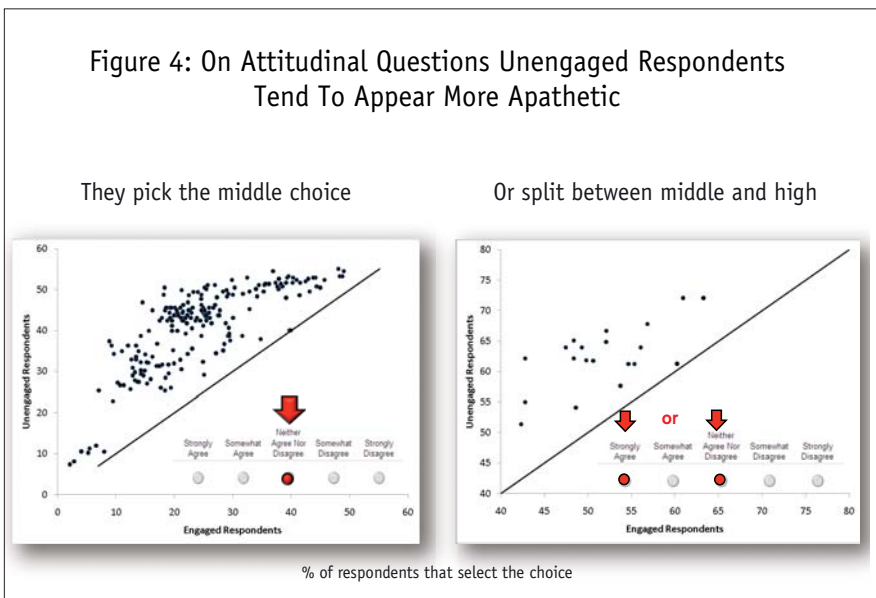 Figure 4: On Attitudinal Questions Unengaged Respondents
Tend To Appear More Apathetic
They pick the middle choice
60
50
40
30
20
10
0
Unengaged Respondents
Strongly Agree
Somewhat Agree
Neither Agree Nor Disagree
Somewhat Disagree
Strongly Disagree
0 10 20 30 40 50 60
Engaged Respondents
Or split between middle and high
80
75
70
65
60
55
50
45
40
Unengaged Respondents
or
Strongly Agree
Somewhat Agree
Neither Agree Nor Disagree
Somewhat Disagree
Strongly Disagree
40 45 50 55 60 65 70 75 80
Engaged Respondents
% of respondents that select the choice